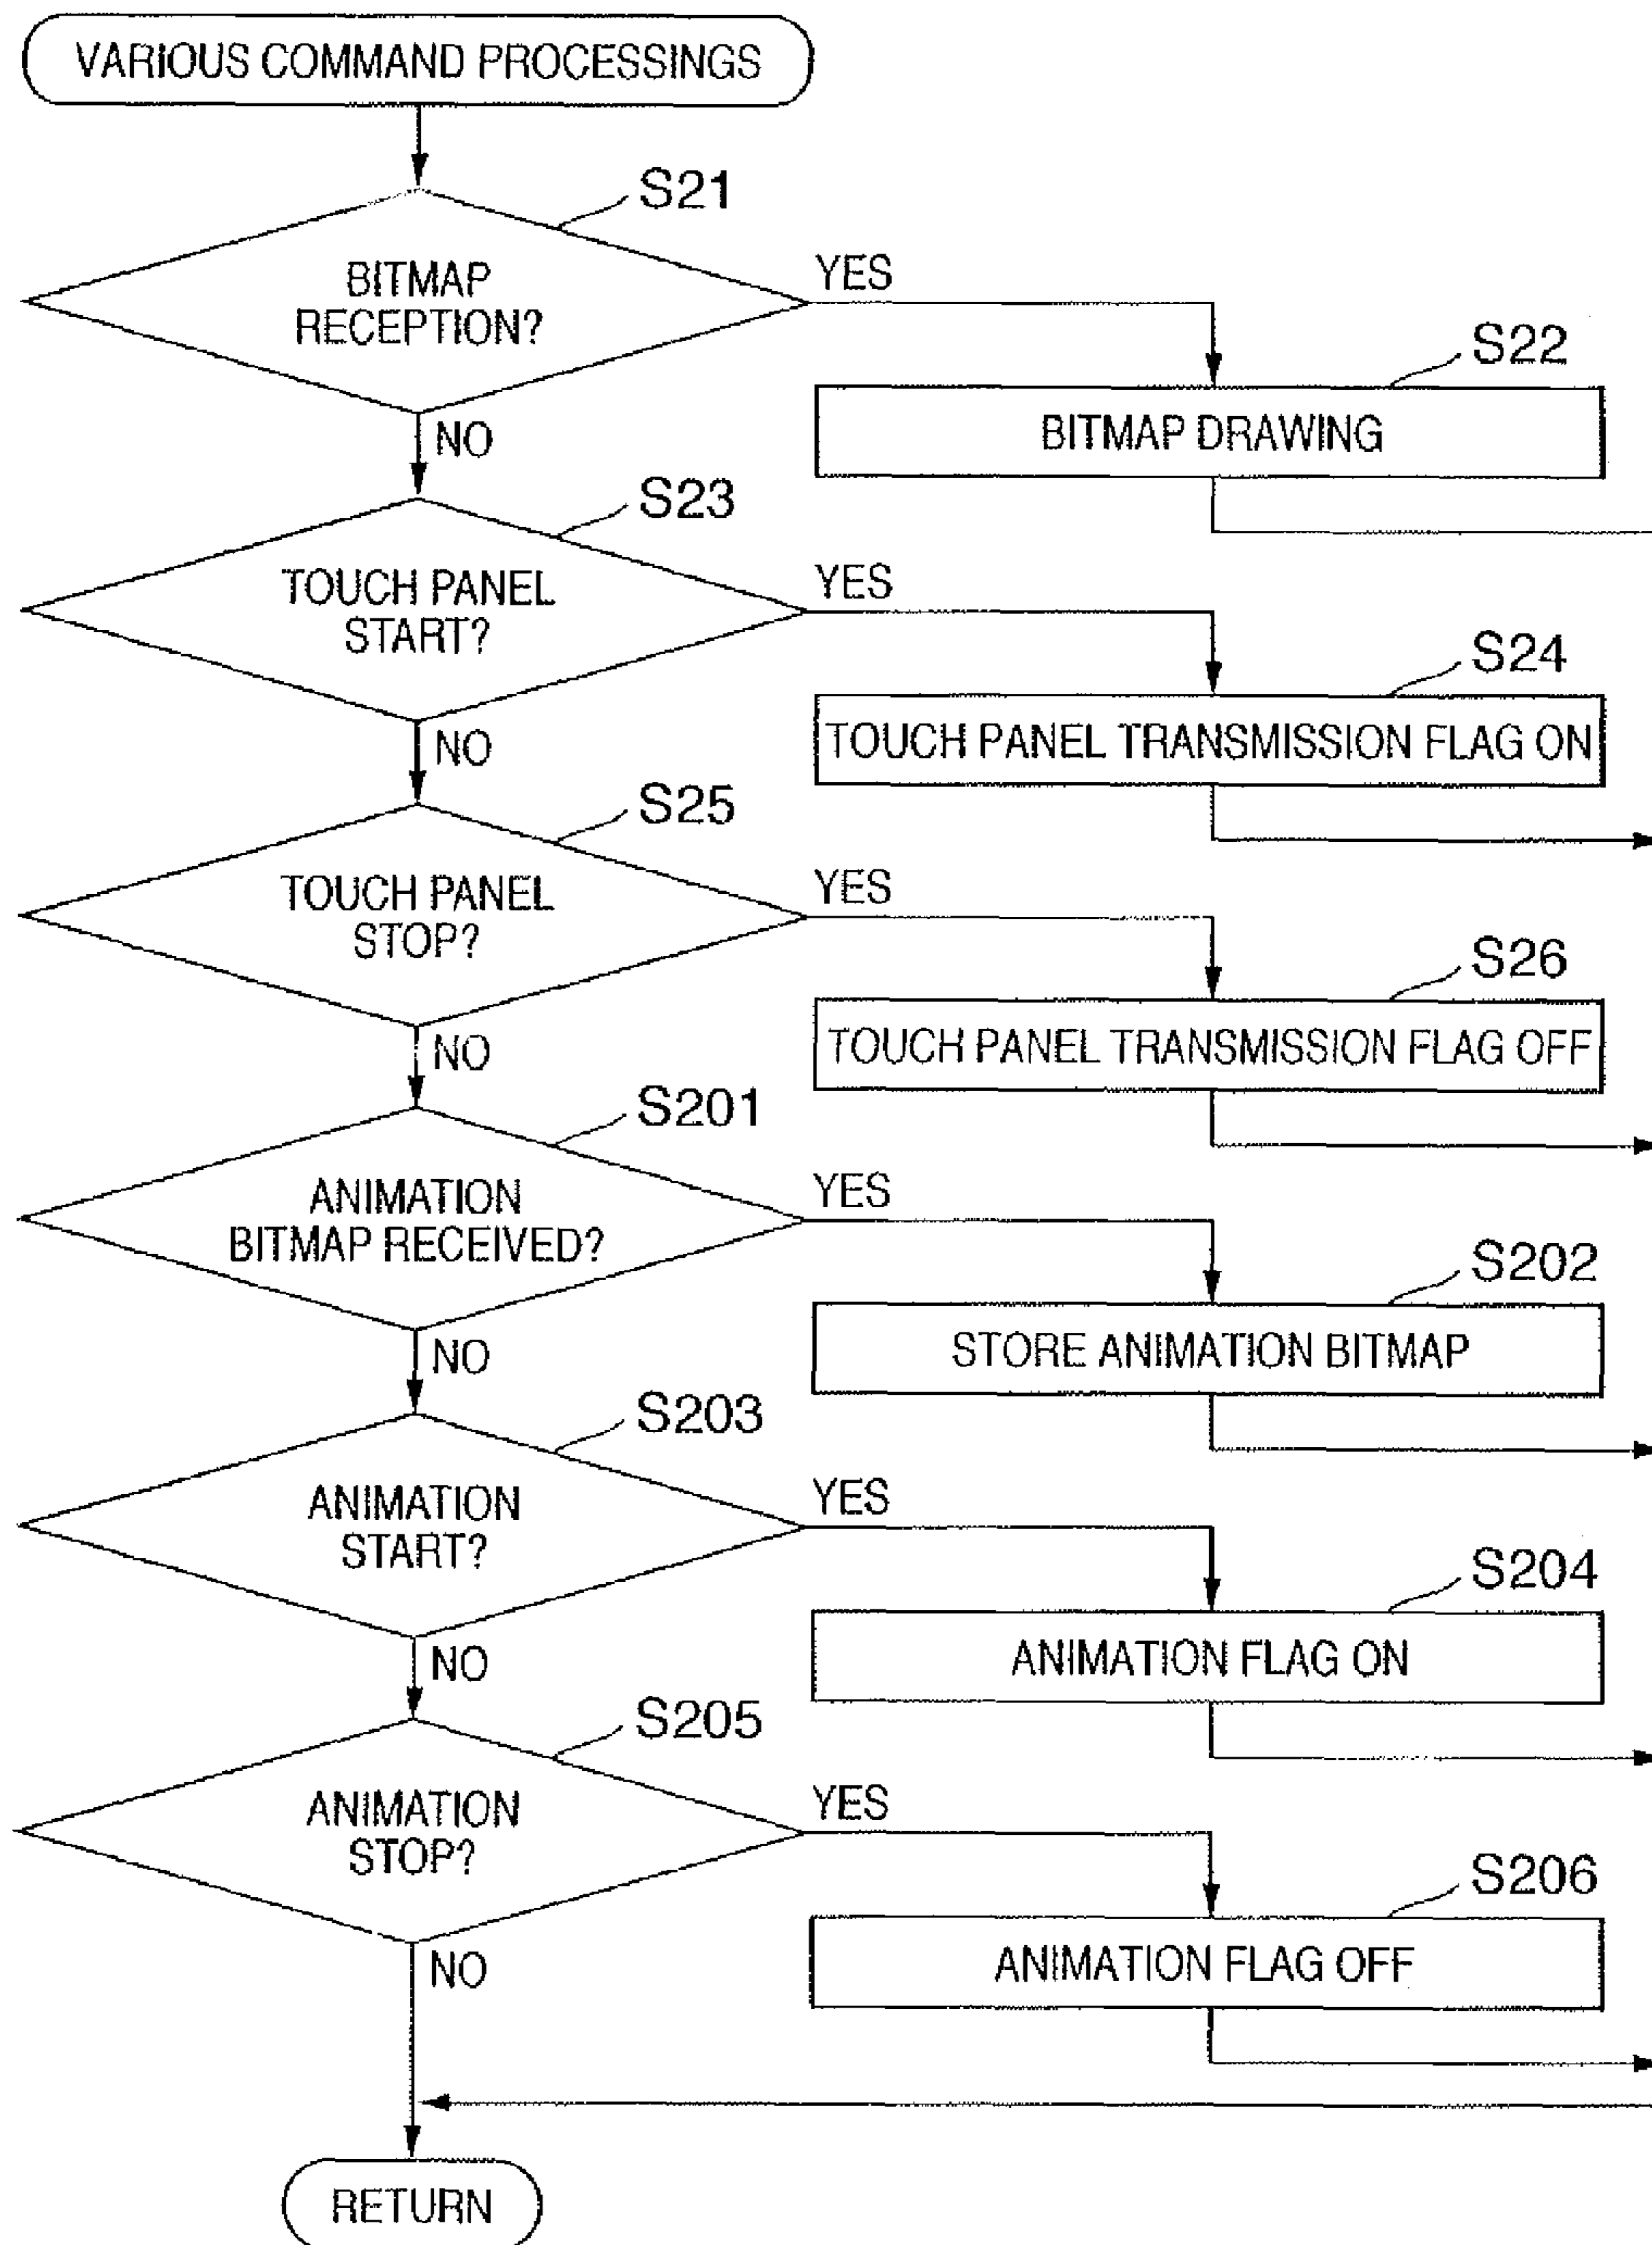 VARIOUS COMMAND PROCESSINGS
S21
BITMAP
RECEPTION?
YES
NO
S22
BITMAP DRAWING
S23
TOUCH PANEL
START?
YES
NO
S24
TOUCH PANEL TRANSMISSION FLAG ON
S25
TOUCH PANEL
STOP?
YES
NO
S26
TOUCH PANEL TRANSMISSION FLAG OFF
S201
ANIMATION
BITMAP RECEIVED?
YES
NO
S202
STORE ANIMATION BITMAP
S203
ANIMATION
START?
YES
NO
S204
ANIMATION FLAG ON
S205
ANIMATION
STOP?
YES
NO
S206
ANIMATION FLAG OFF
RETURN